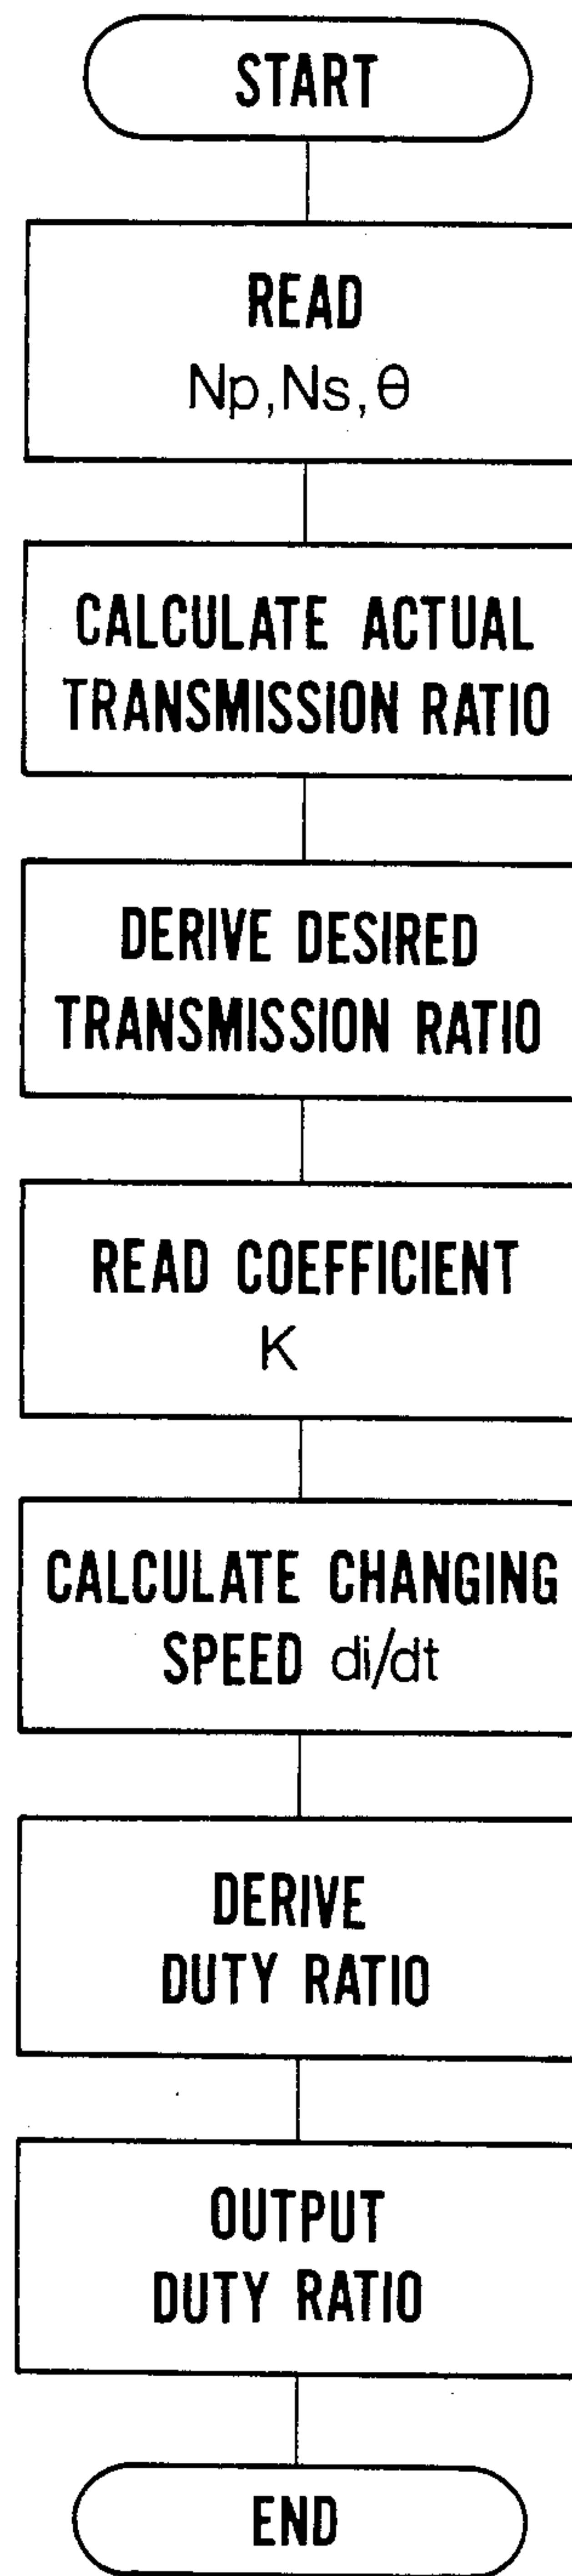 START
READ
Np,Ns,θ
CALCULATE ACTUAL
TRANSMISSION RATIO
DERIVE DESIRED
TRANSMISSION RATIO
READ COEFFICIENT
K
CALCULATE CHANGING
SPEED di/dt
DERIVE
DUTY RATIO
OUTPUT
DUTY RATIO
END